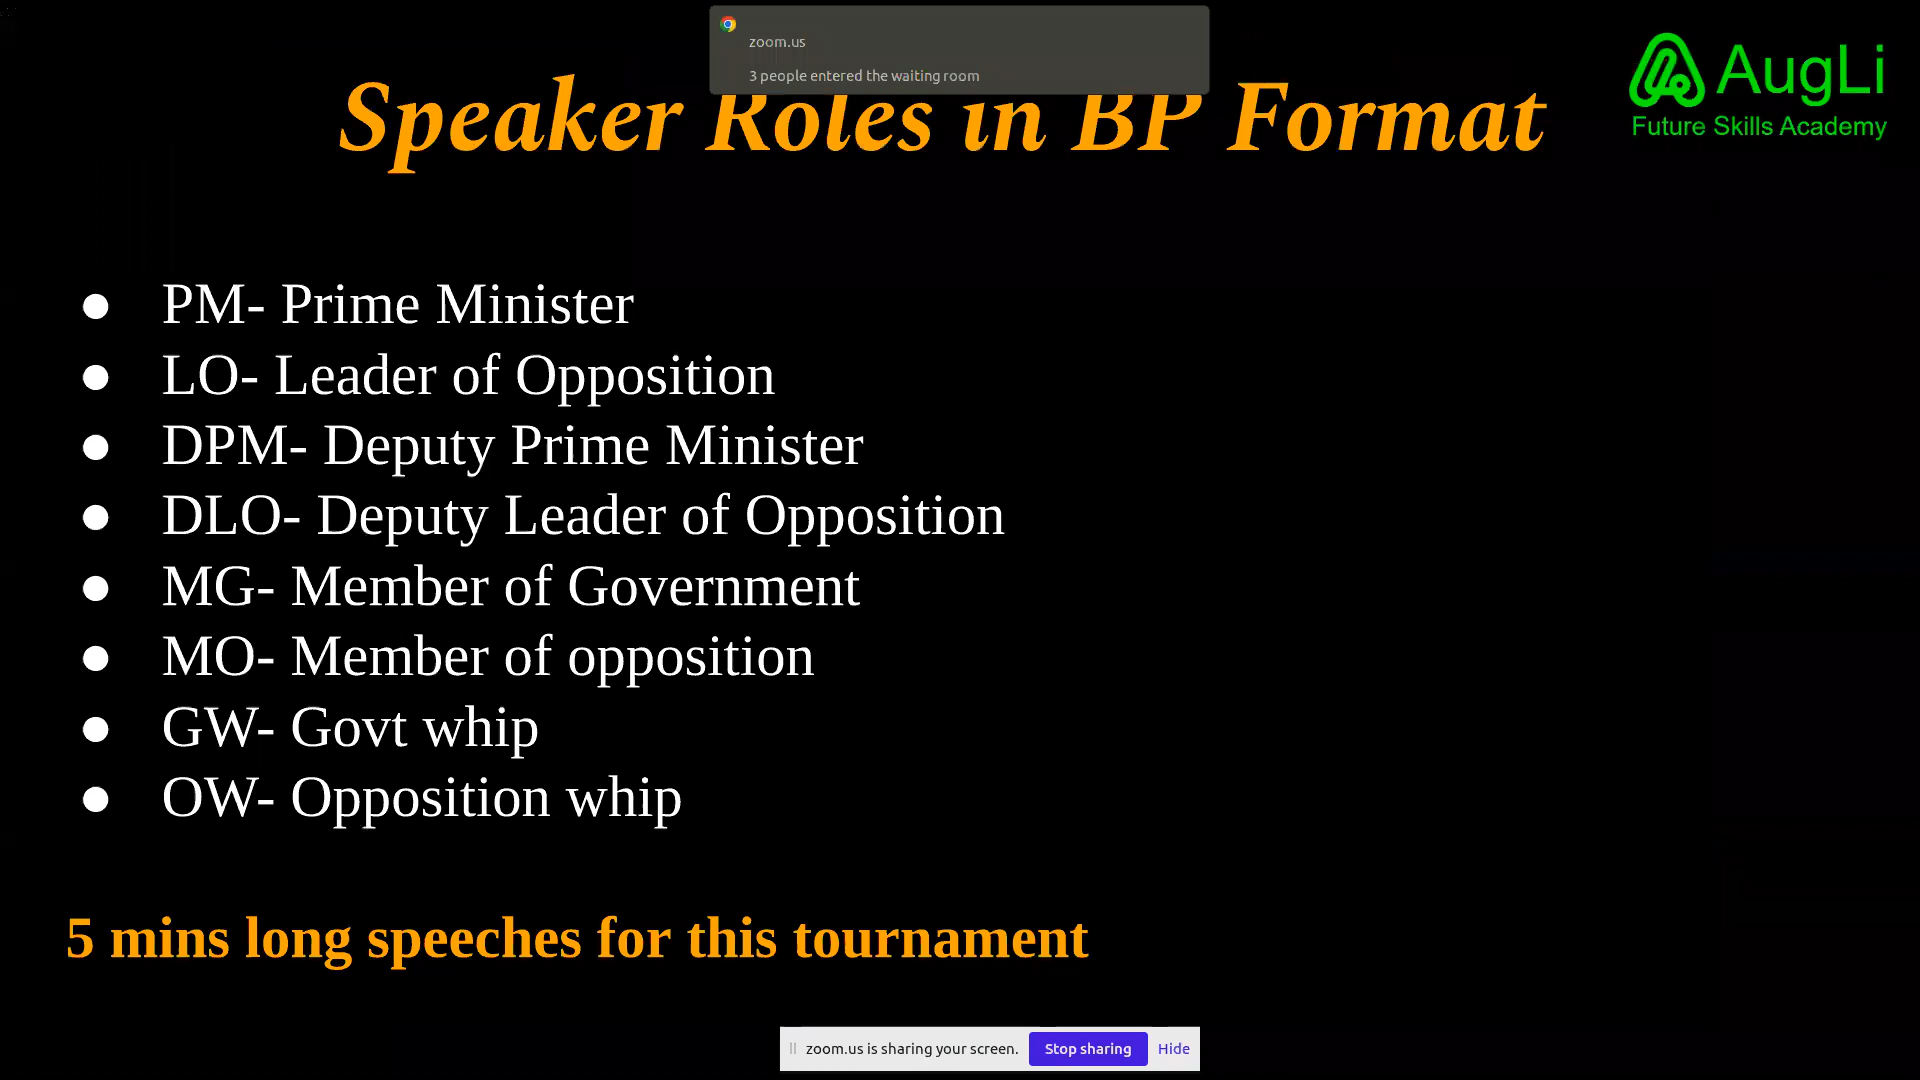 zoom.us
3 people entered the waiting room
Speaker Roles in BP Format
AugLi
Future Skills Academy
● PM- Prime Minister
● LO- Leader of Opposition
● DPM- Deputy Prime Minister
● DLO- Deputy Leader of Opposition
● MG- Member of Government
● MO- Member of opposition
● GW- Govt whip
● OW- Opposition whip
5 mins long speeches for this tournament
zoom.us is sharing your screen. Stop sharing Hide